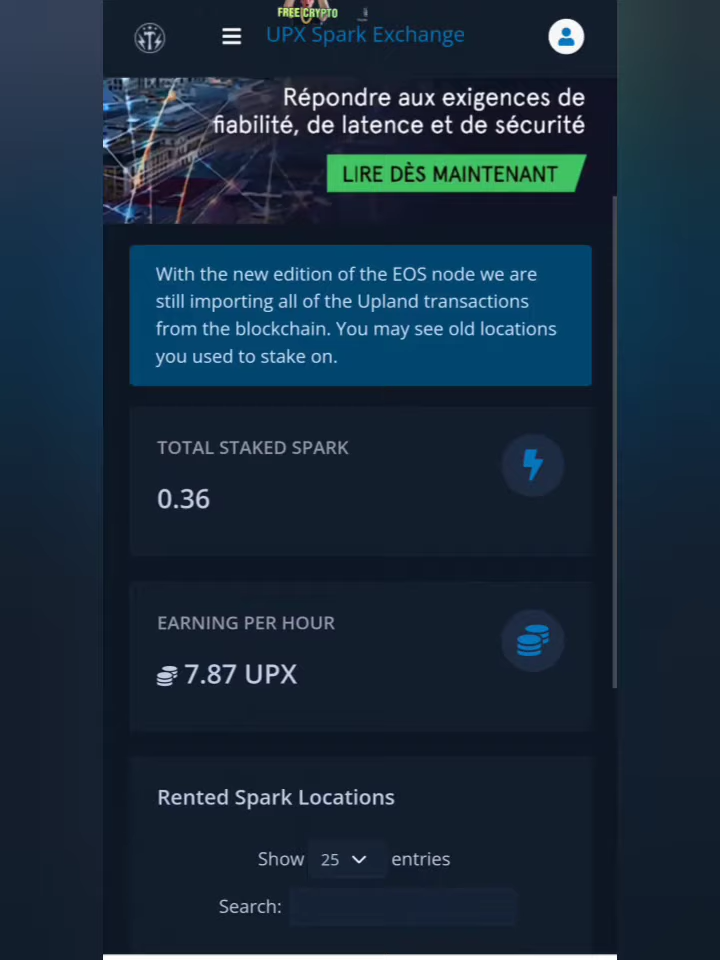 FREE CRYPTO
UPX Spark Exchange
Répondre aux exigences de
fiabilité, de latence et de sécurité
LIRE DÈS MAINTENANT
With the new edition of the EOS node we are
still importing all of the Upland transactions
from the blockchain. You may see old locations
you used to stake on.
TOTAL STAKED SPARK
0.36
EARNING PER HOUR
7.87 UPX
Rented Spark Locations
Show 25 entries
Search: